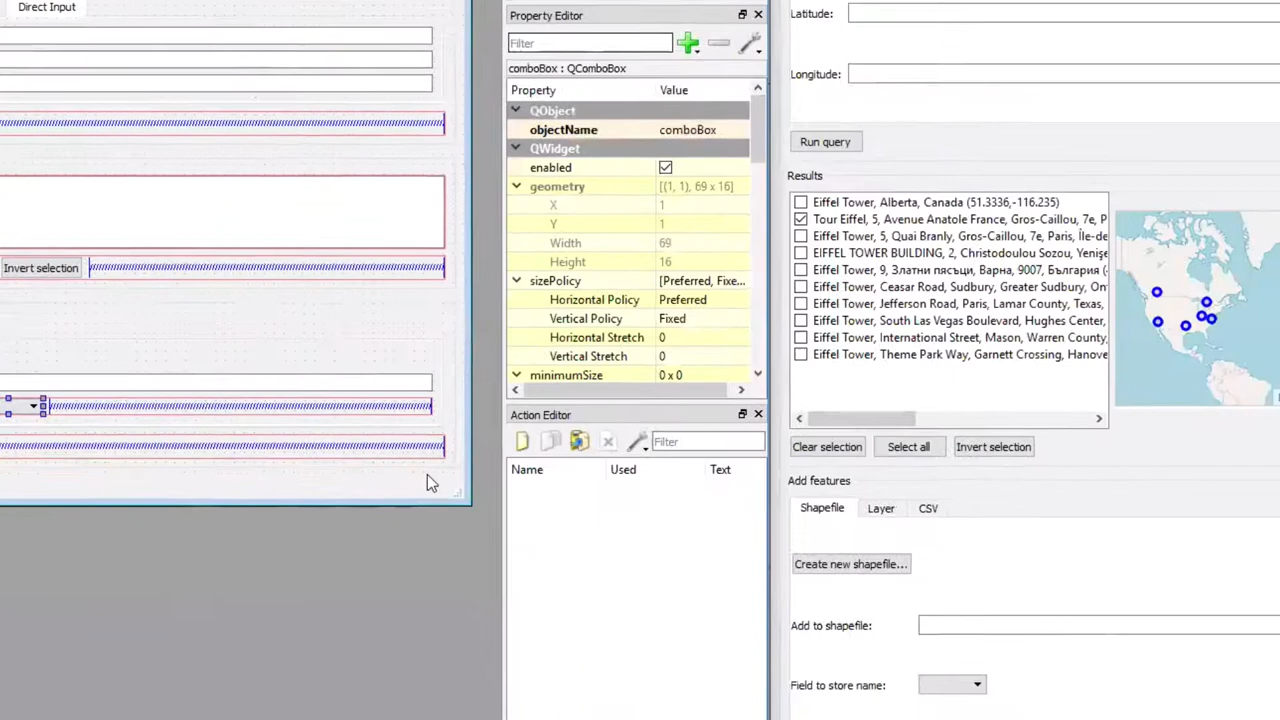 Direct Input
Invert selection
Property Editor
Filter
comboBox : QComboBox
Property Value
QObject
objectName comboBox
QWidget
enabled
geometry [(1, 1), 69 x 16]
X 1
Y 1
Width 69
Height 16
sizePolicy [Preferred, Fixe...
Horizontal Policy Preferred
Vertical Policy Fixed
Horizontal Stretch 0
Vertical Stretch 0
minimumSize 0 x 0
Action Editor
Filter
Name Used Text
Latitude:
Longitude:
Run query
Results
Eiffel Tower, Alberta, Canada (51.3336,-116.235)
Tour Eiffel, 5, Avenue Anatole France, Gros-Caillou, 7e, P
Eiffel Tower, 5, Quai Branly, Gros-Caillou, 7e, Paris, Île-de
EIFFEL TOWER BUILDING, 2, Christodoulou Sozou, Yenişe
Eiffel Tower, 9, Златни пясъци, Варна, 9007, България (
Eiffel Tower, Ceasar Road, Sudbury, Greater Sudbury, Ont
Eiffel Tower, Jefferson Road, Paris, Lamar County, Texas,
Eiffel Tower, South Las Vegas Boulevard, Hughes Center,
Eiffel Tower, International Street, Mason, Warren County,
Eiffel Tower, Theme Park Way, Garnett Crossing, Hanove
Clear selection Select all Invert selection
Add features
Shapefile Layer CSV
Create new shapefile...
Add to shapefile:
Field to store name: